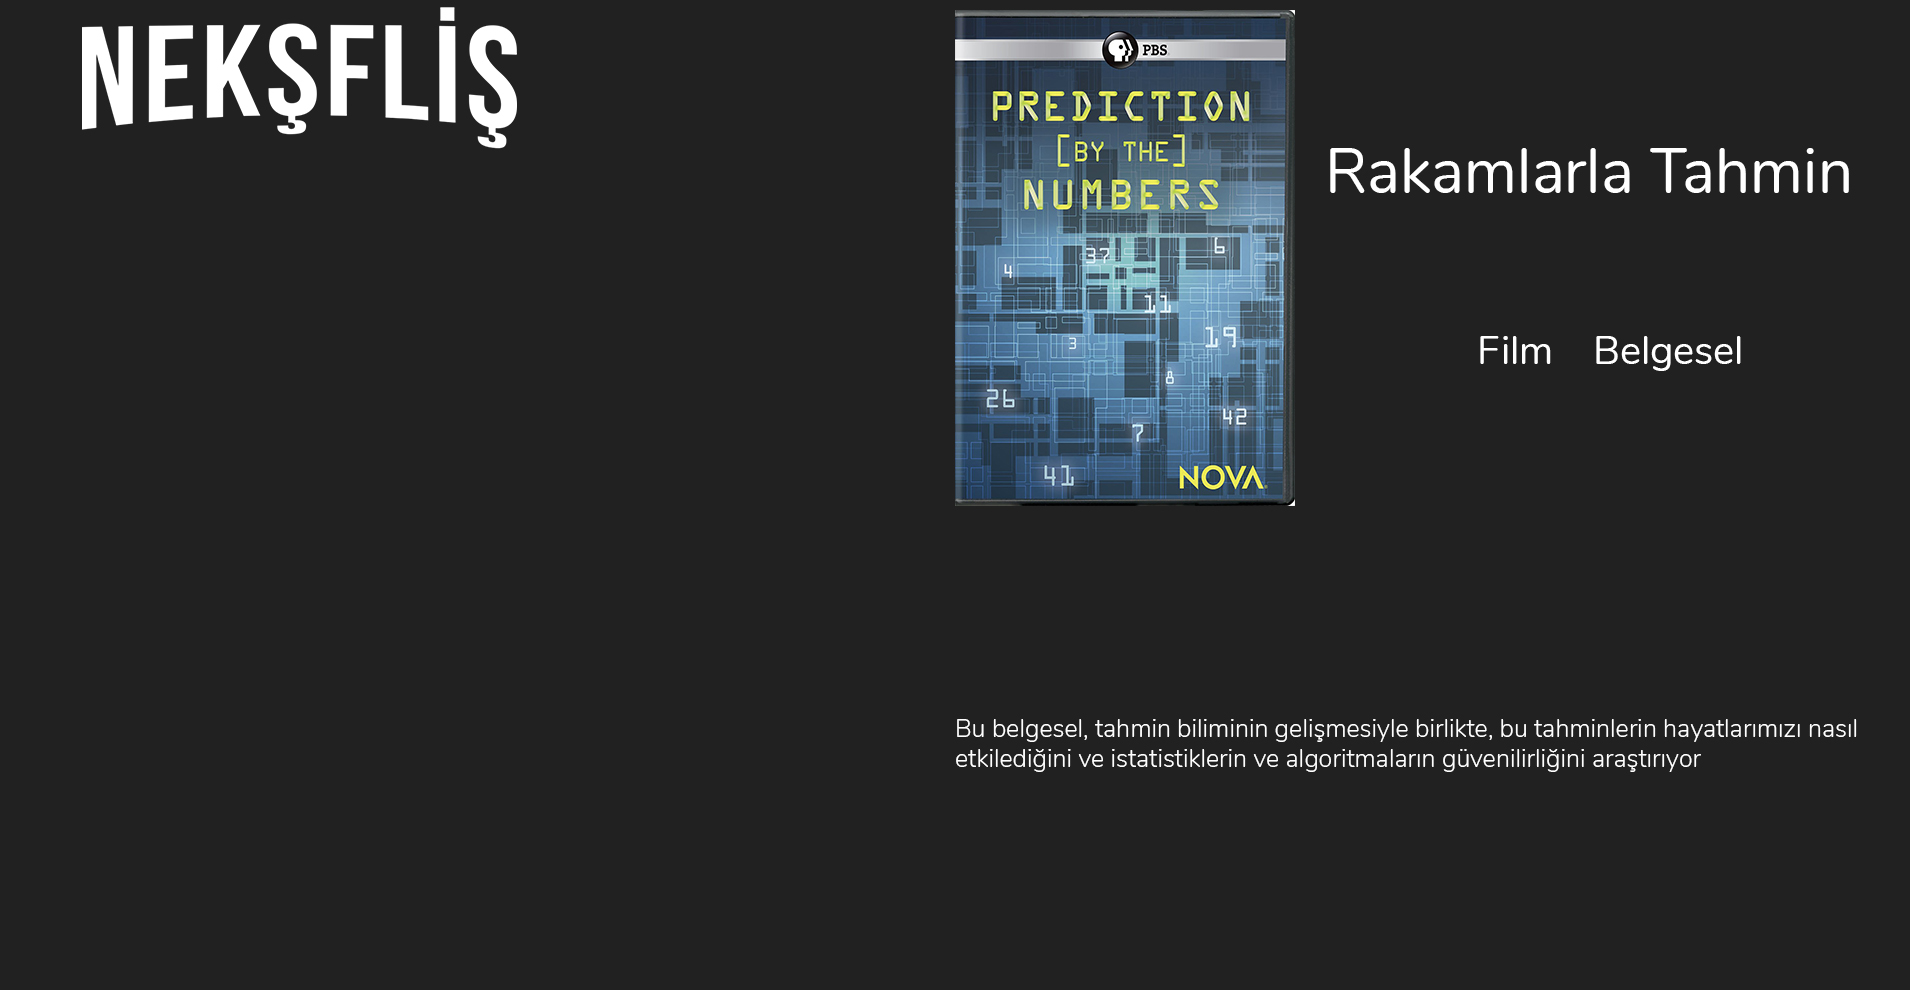 NEKŞFLİŞ
PBS
PREDICTION
[BY THE]
NUMBERS
6
37
4
11
19
3
8
26
42
7
41
NOVA
Rakamlarla Tahmin
Film Belgesel
Bu belgesel, tahmin biliminin gelişmesiyle birlikte, bu tahminlerin hayatlarımızı nasıl
etkilediğini ve istatistiklerin ve algoritmaların güvenilirliğini araştırıyor